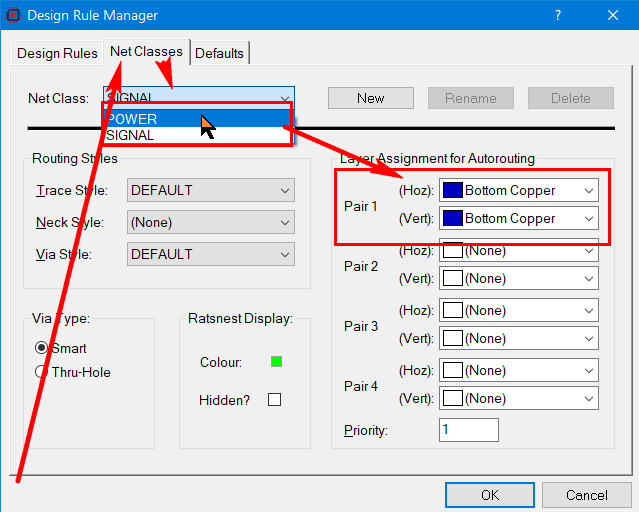 Design Rule Manager
?
Design Rules Net Classes Defaults
Net Class: SIGNAL New Rename Delete
POWER
SIGNAL
Routing Styles
Trace Style: DEFAULT
Neck Style: (None)
Via Style: DEFAULT
Layer Assignment for Autorouting
Pair 1
(Hoz): Bottom Copper
(Vert): Bottom Copper
Pair 2
(Hoz): (None)
(Vert): (None)
Pair 3
(Hoz): (None)
(Vert): (None)
Pair 4
(Hoz): (None)
(Vert): (None)
Priority: 1
Via Type:
Smart
Thru-Hole
Ratsnest Display:
Colour:
Hidden?
OK Cancel